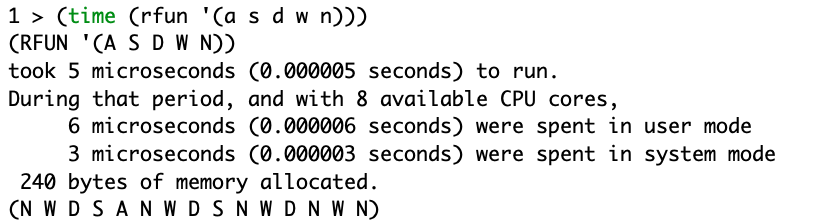 1 > (time (rfun '(a s d w n)))
(RFUN '(A S D W N))
took 5 microseconds (0.000005 seconds) to run.
During that period, and with 8 available CPU cores,
     6 microseconds (0.000006 seconds) were spent in user mode
     3 microseconds (0.000003 seconds) were spent in system mode
 240 bytes of memory allocated.
(N W D S A N W D S N W D N W N)